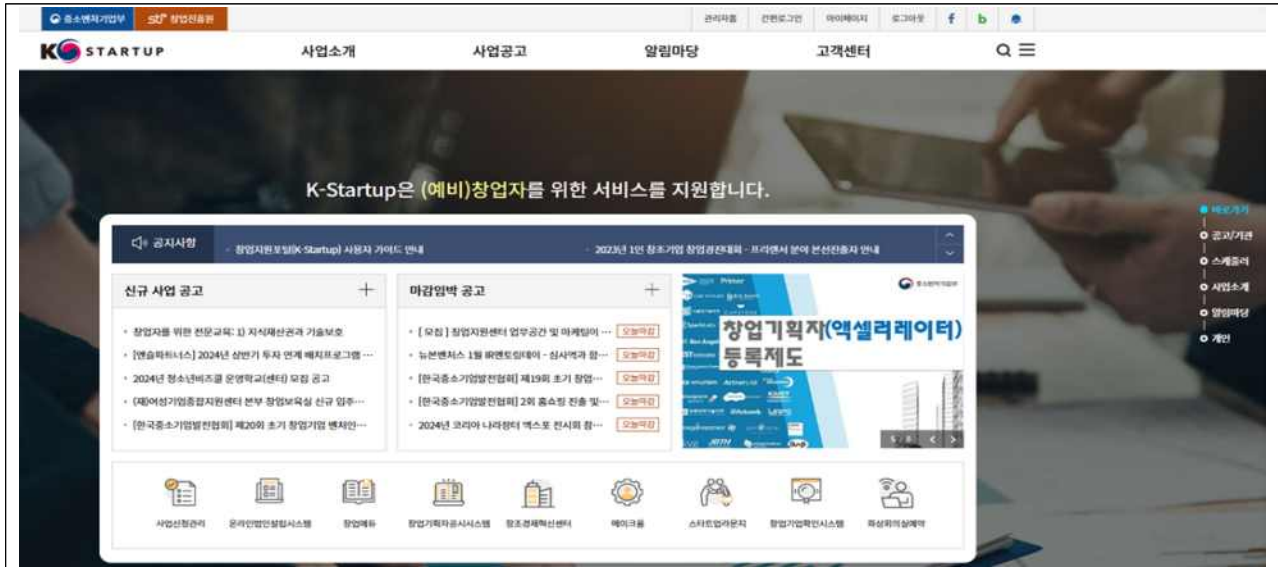 중소벤처기업부 창업진흥원 관리자홈 간편로그인 마이페이지 로그아웃 f b
K STARTUP 사업소개 사업공고 알림마당 고객센터
K-Startup은 (예비)창업자를 위한 서비스를 지원합니다.
바로가기
공고/기관
스케줄러
사업소개
알림마당
개인
공지사항 창업지원포털(K-Startup) 사용자 가이드 안내 2023년 1인 창조기업 창업경진대회 - 프리랜서 분야 본선진출자 안내
신규 사업 공고
창업자를 위한 전문교육: 1) 지식재산권과 기술보호
[앤슬파트너스] 2024년 상반기 투자 연계 배치프로그램 ...
2024년 청소년비즈쿨 운영학교(센터) 모집 공고
(재)여성기업종합지원센터 본부 창업보육실 신규 입주...
[한국중소기업발전협회] 제20회 초기 창업기업 벤처인...
마감임박 공고
[ 모집 ] 창업지원센터 업무공간 및 마케팅이 ... 오늘마감
뉴본벤처스 1월 IR멘토링데이 - 심사역과 함... 오늘마감
[한국중소기업발전협회] 제19회 초기 창업... 오늘마감
[한국중소기업발전협회] 2회 홈쇼핑 진출 및... 오늘마감
2024년 코리아 나라장터 엑스포 전시회 참... 오늘마감
중소벤처기업부
창업기획자(액셀러레이터)
등록제도
5 / 8
사업신청관리 온라인법인설립시스템 창업에듀 창업기획자공시시스템 창조경제혁신센터 메이크올 스타트업라운지 창업기업확인시스템 화상회의실예약